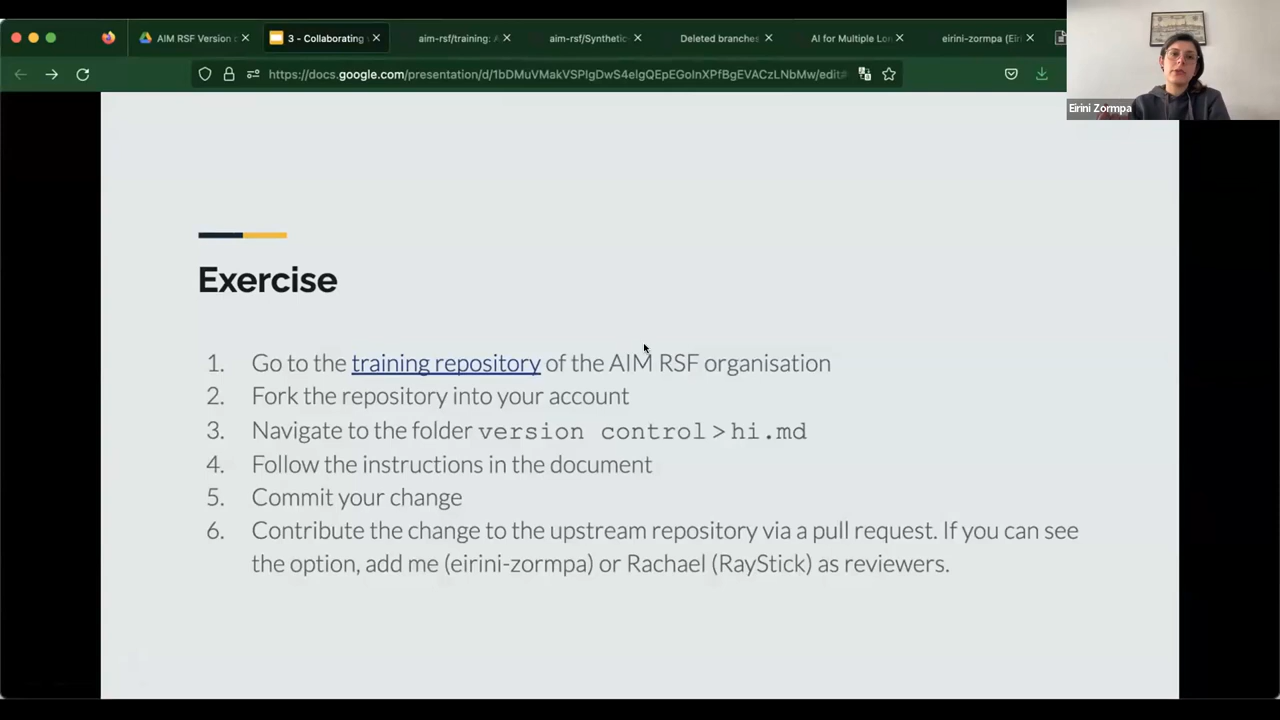 AIM RSF Version c
3 - Collaborating
aim-rsf/training: A
aim-rsf/Synthetic
Deleted branches
AI for Multiple Lon
eirini-zormpa (Eiri
https://docs.google.com/presentation/d/
Eirini Zormpa
Exercise
1. Go to the training repository of the AIM RSF organisation
2. Fork the repository into your account
3. Navigate to the folder version control > hi.md
4. Follow the instructions in the document
5. Commit your change
6. Contribute the change to the upstream repository via a pull request. If you can see
the option, add me (eirini-zormpa) or Rachael (RayStick) as reviewers.